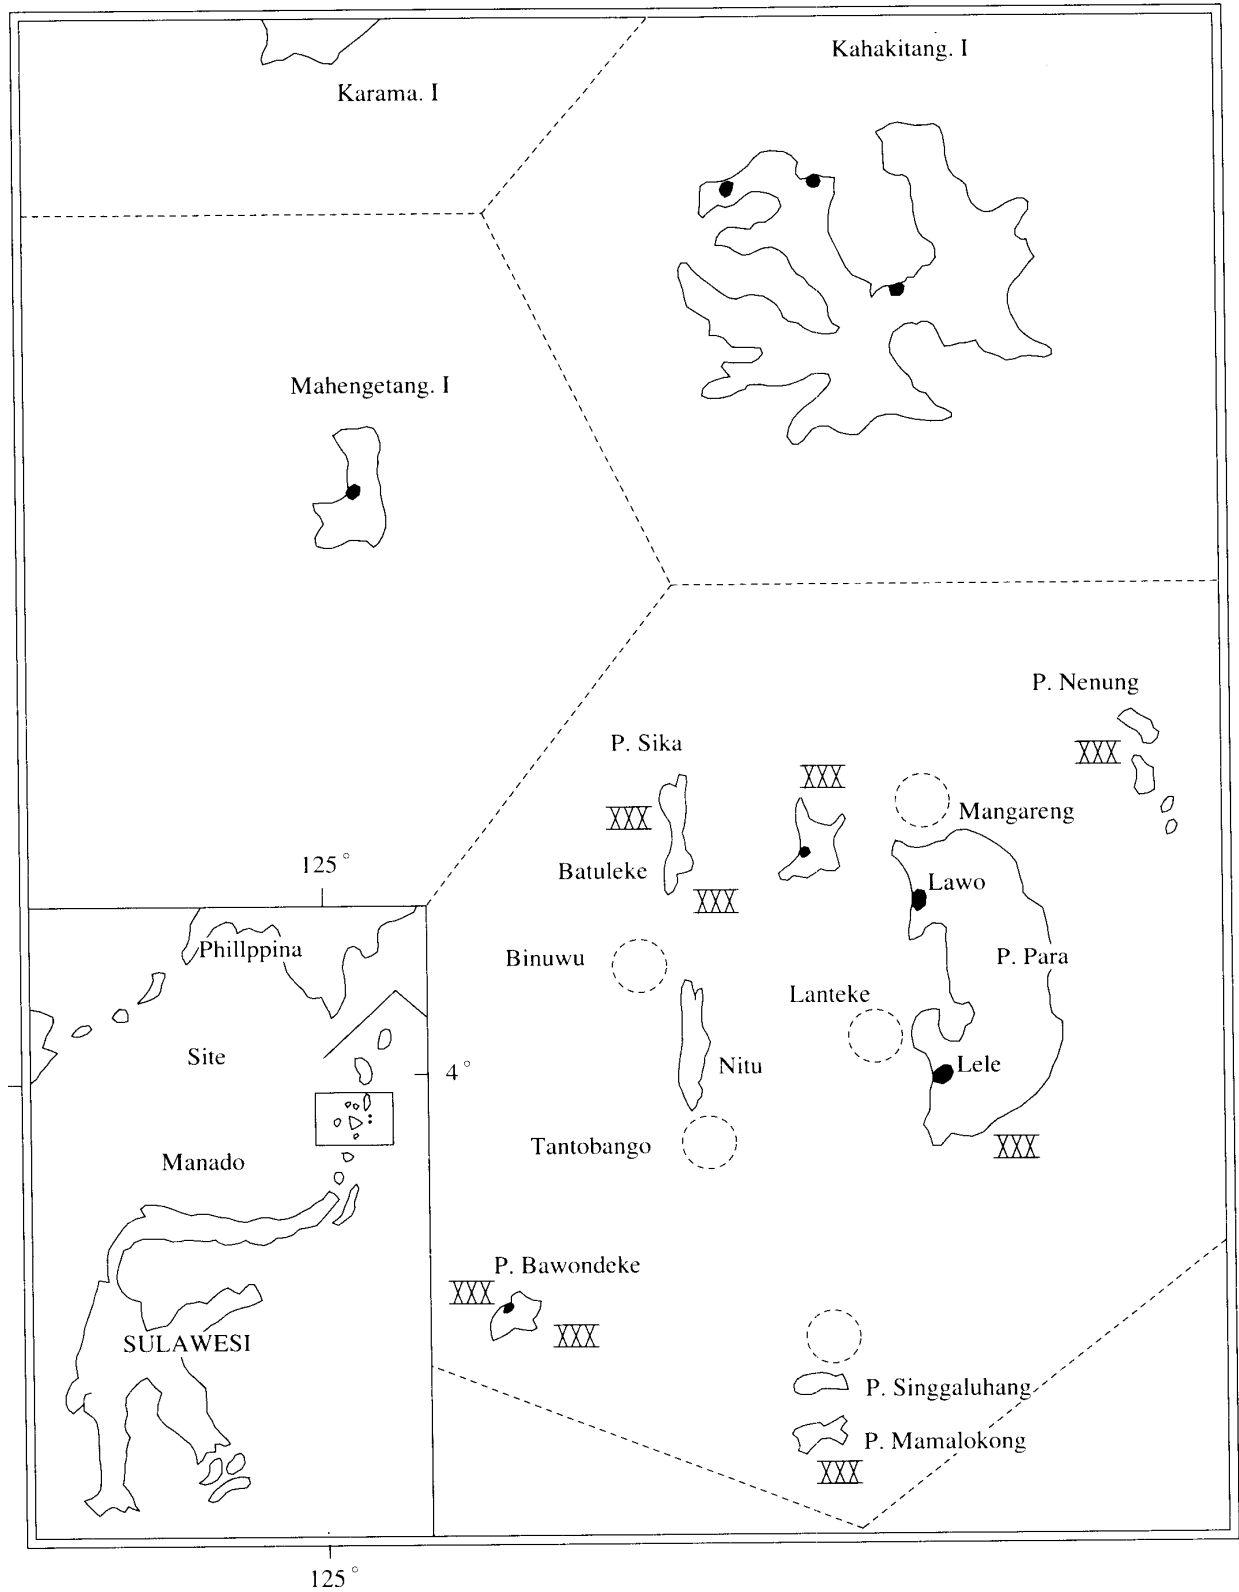 Kahakitang. I
Karama. I
Mahengetang. I
P. Nenung
P. Sika
Mangareng
125°
Batuleke
Lawo
Phillppina
Binuwu
P. Para
Lanteke
Site
Nitu
Lele
4°
Tantobango
Manado
P. Bawondeke
SULAWESI
P. Singgaluhang
P. Mamalokong
125°